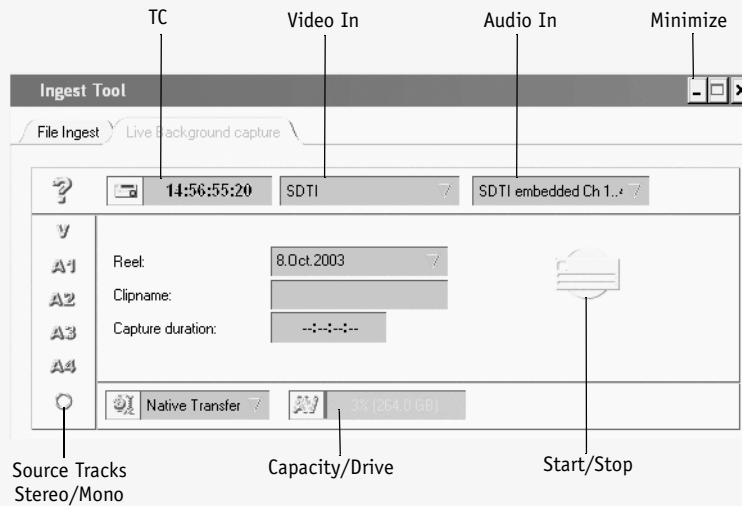 TC Video In Audio In Minimize
Ingest Tool
File Ingest Live Background capture
? 14:56:55:20 SDTI SDTI embedded Ch 1..4
V
A1 Reel: 8.Oct.2003
A2 Clipname:
A3 Capture duration: --:--:--:--
A4
Native Transfer AV 3% (264.0 GB)
Source Tracks Capacity/Drive Start/Stop
Stereo/Mono